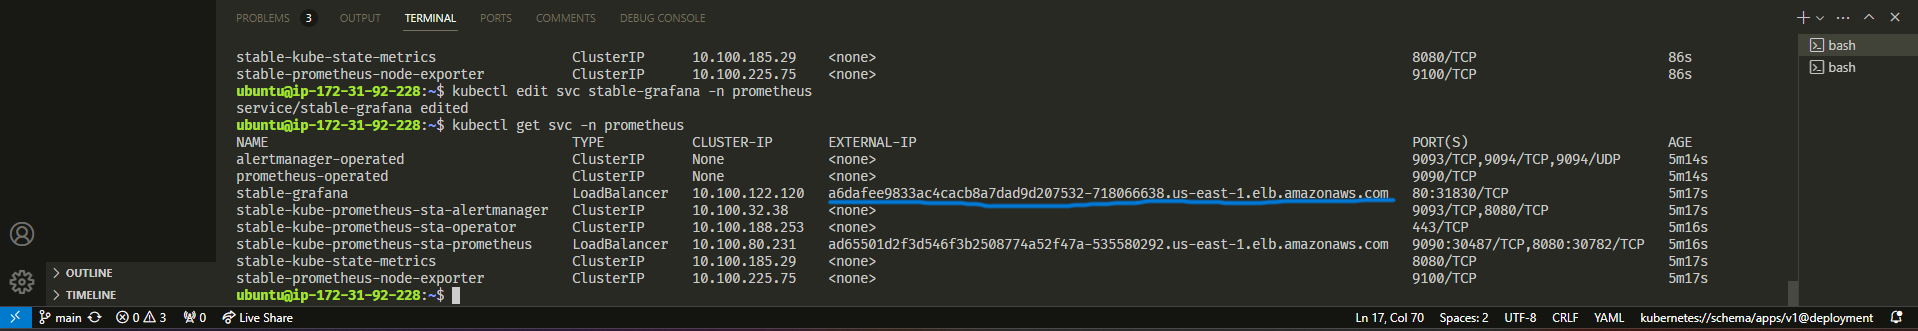 PROBLEMS 3 OUTPUT TERMINAL PORTS COMMENTS DEBUG CONSOLE
stable-kube-state-metrics ClusterIP 10.100.185.29 <none> 8080/TCP 86s
stable-prometheus-node-exporter ClusterIP 10.100.225.75 <none> 9100/TCP 86s
ubuntu@ip-172-31-92-228:~$ kubectl edit svc stable-grafana -n prometheus
service/stable-grafana edited
ubuntu@ip-172-31-92-228:~$ kubectl get svc -n prometheus
NAME TYPE CLUSTER-IP EXTERNAL-IP PORT(S) AGE
alertmanager-operated ClusterIP None <none> 9093/TCP,9094/TCP,9094/UDP 5m14s
prometheus-operated ClusterIP None <none> 9090/TCP 5m14s
stable-grafana LoadBalancer 10.100.122.120 a6dafee9833ac4cacb8a7dad9d207532-718066638.us-east-1.elb.amazonaws.com 80:31830/TCP 5m17s
stable-kube-prometheus-sta-alertmanager ClusterIP 10.100.32.38 <none> 9093/TCP,8080/TCP 5m17s
stable-kube-prometheus-sta-operator ClusterIP 10.100.188.253 <none> 443/TCP 5m16s
stable-kube-prometheus-sta-prometheus LoadBalancer 10.100.80.231 ad65501d2f3d546f3b2508774a52f47a-535580292.us-east-1.elb.amazonaws.com 9090:30487/TCP,8080:30782/TCP 5m16s
stable-kube-state-metrics ClusterIP 10.100.185.29 <none> 8080/TCP 5m17s
stable-prometheus-node-exporter ClusterIP 10.100.225.75 <none> 9100/TCP 5m17s
ubuntu@ip-172-31-92-228:~$
bash
bash
OUTLINE
TIMELINE
main 0 3 0 Live Share Ln 17, Col 70 Spaces: 2 UTF-8 CRLF YAML kubernetes://schema/apps/v1@deployment